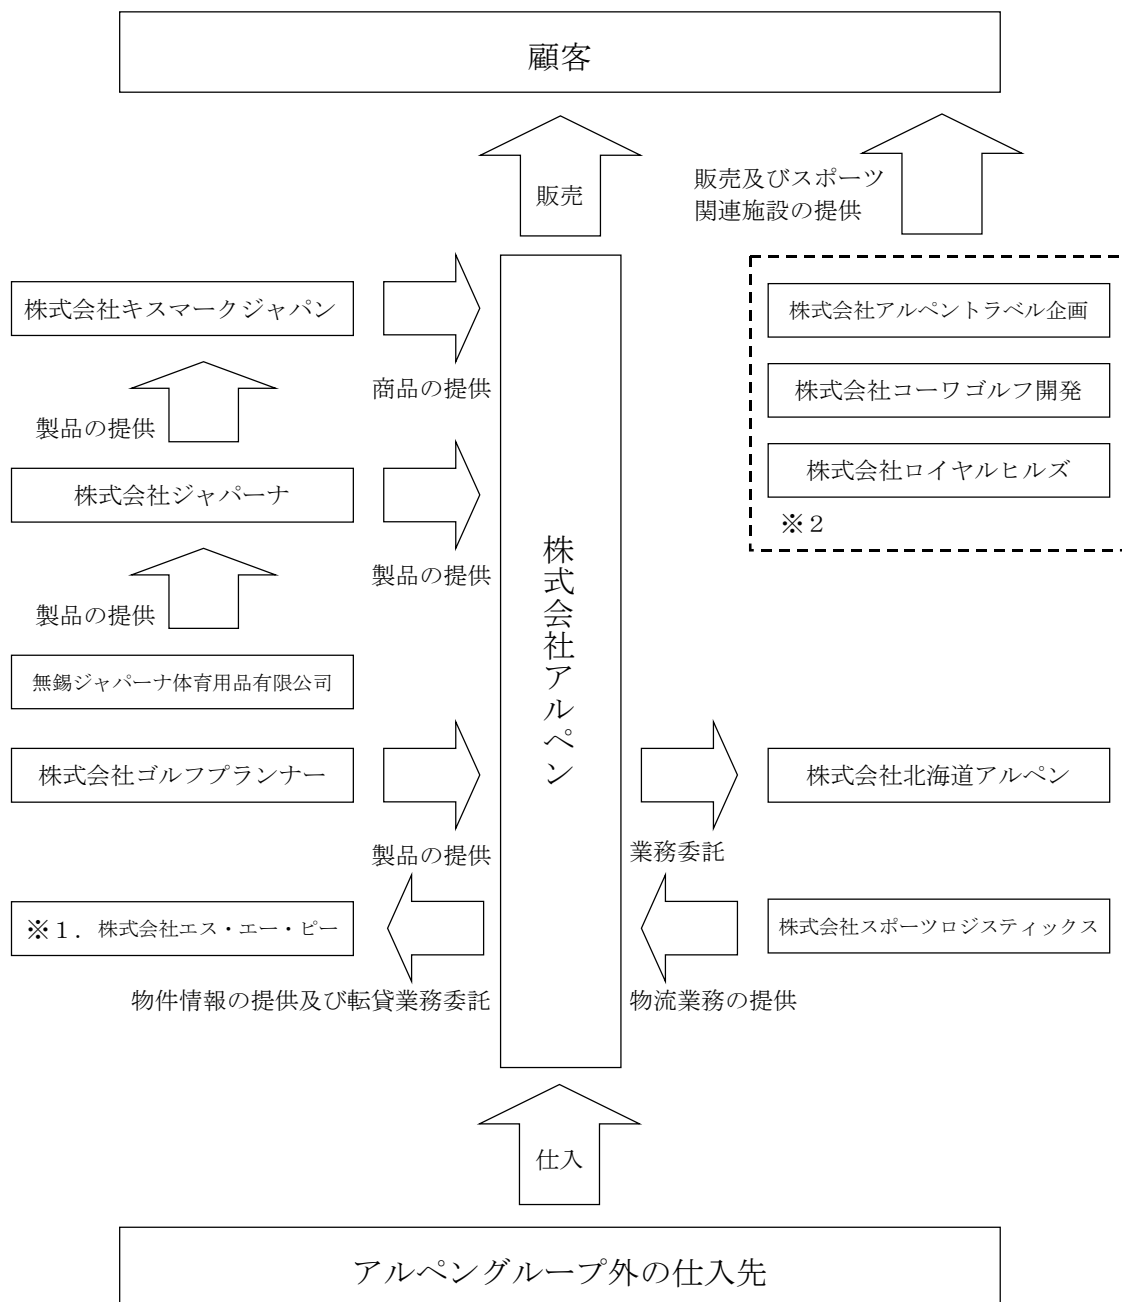 顧客
販売
販売及びスポーツ
関連施設の提供
株式会社キスマークジャパン
商品の提供
製品の提供
株式会社ジャパーナ
製品の提供
製品の提供
無錫ジャパーナ体育用品有限公司
株式会社ゴルフプランナー
製品の提供
※1．株式会社エス・エー・ピー
物件情報の提供及び転貸業務委託
株式会社アルペン
株式会社アルペントラベル企画
株式会社コーワゴルフ開発
株式会社ロイヤルヒルズ
※2
株式会社北海道アルペン
業務委託
株式会社スポーツロジスティックス
物流業務の提供
仕入
アルペングループ外の仕入先